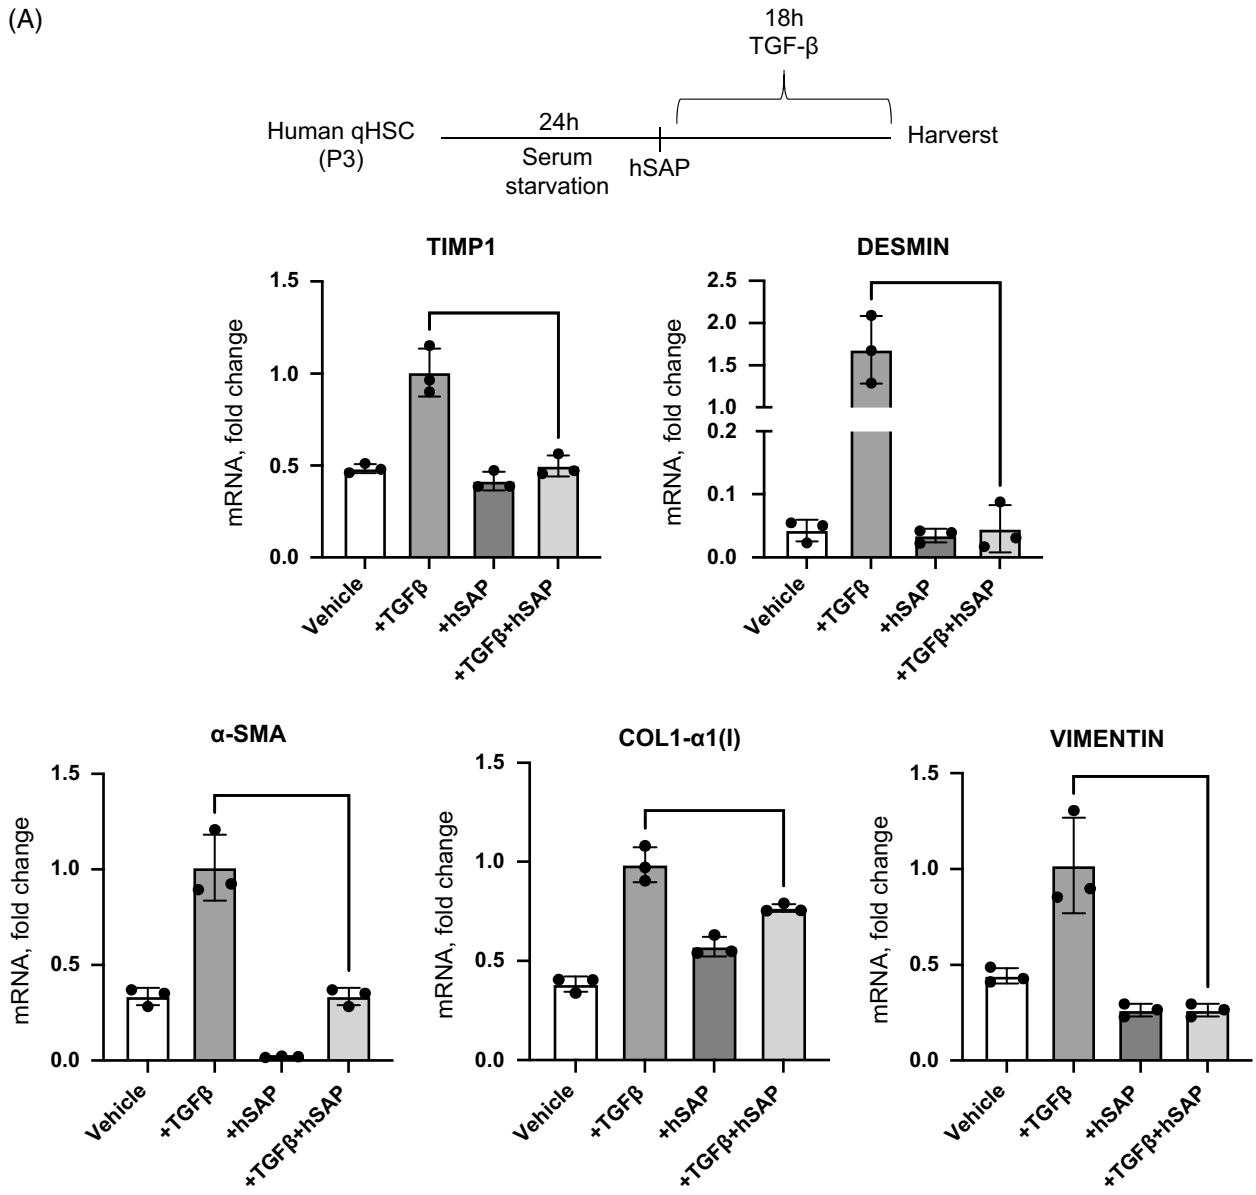 (A)
18h
TGF-β
Human qHSC
(P3)
24h
Serum
starvation
hSAP
Harverst
TIMP1
mRNA, fold change
1.5
1.0
0.5
0.0
Vehicle
+TGFβ
+hSAP
+TGFβ+hSAP
DESMIN
mRNA, fold change
2.5
2.0
1.5
1.0
0.2
0.1
0.0
Vehicle
+TGFβ
+hSAP
+TGFβ+hSAP
α-SMA
mRNA, fold change
1.5
1.0
0.5
0.0
Vehicle
+TGFβ
+hSAP
+TGFβ+hSAP
COL1-α1(I)
mRNA, fold change
1.5
1.0
0.5
0.0
Vehicle
+TGFβ
+hSAP
+TGFβ+hSAP
VIMENTIN
mRNA, fold change
1.5
1.0
0.5
0.0
Vehicle
+TGFβ
+hSAP
+TGFβ+hSAP